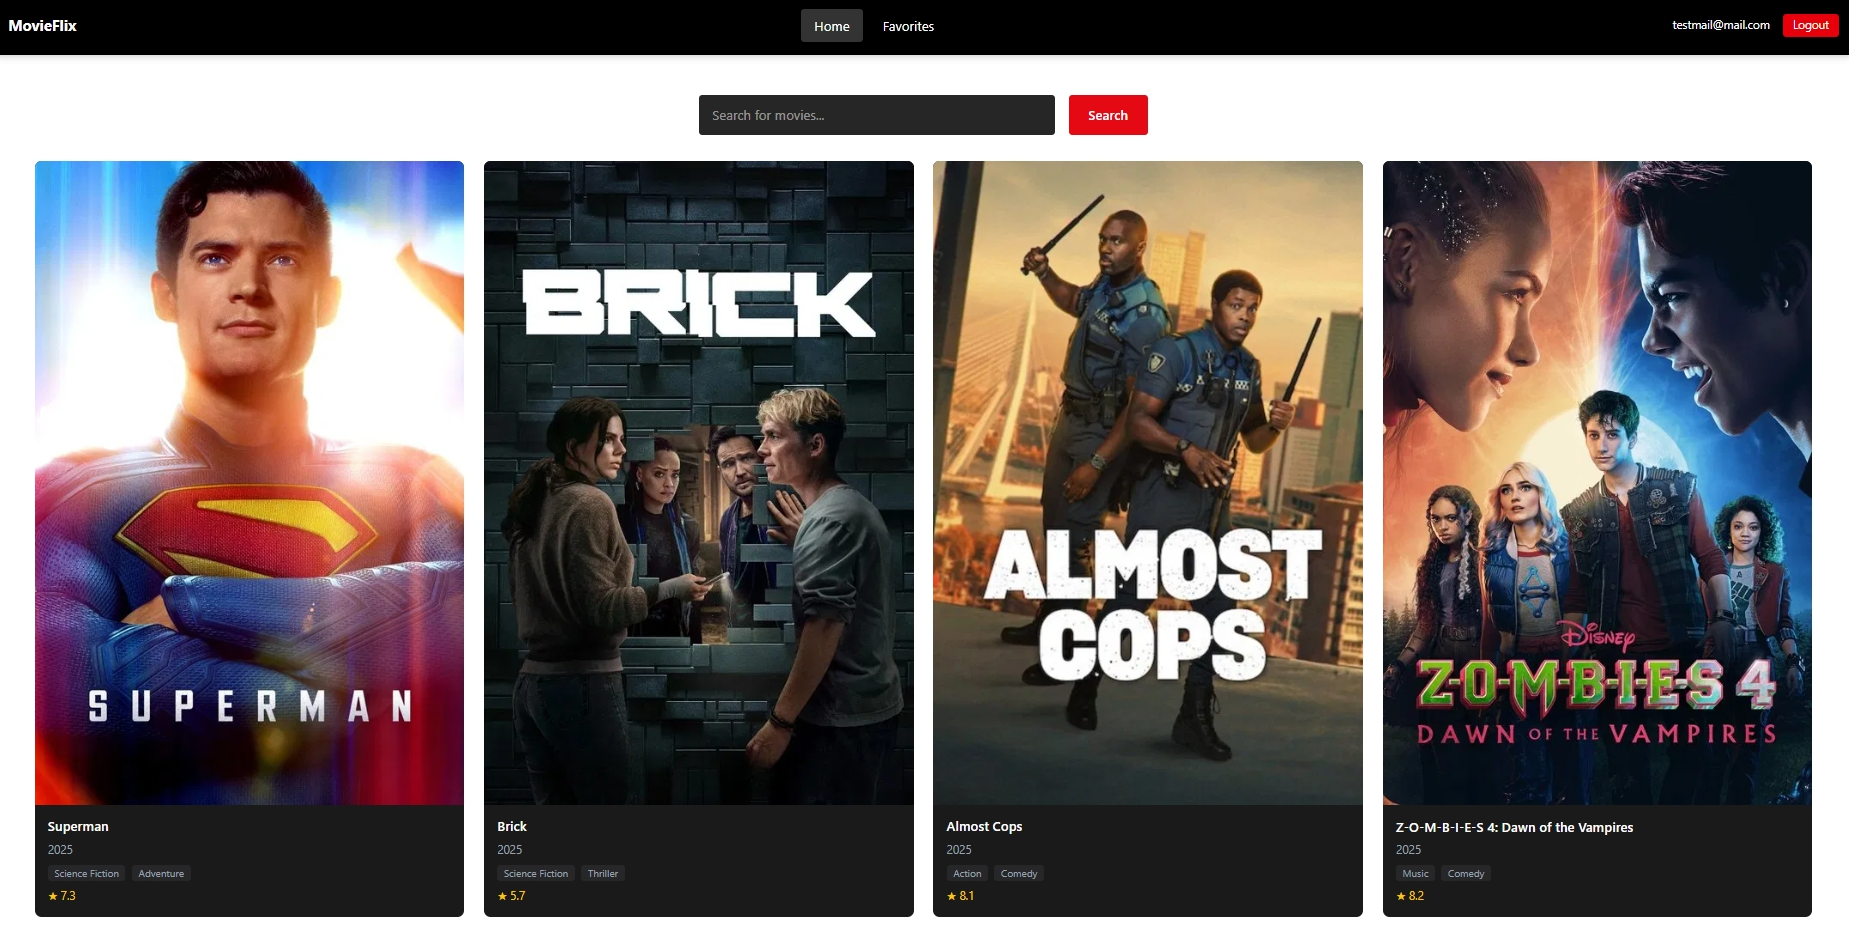 MovieFlix
Home
Favorites
testmail@mail.com
Logout
Search for movies...
Search
SUPERMAN
BRICK
ALMOST
COPS
DISNEY
Z-O-M-B-I-E-S 4
DAWN OF THE VAMPIRES
Superman
2025
Science Fiction
Adventure
★ 7.3
Brick
2025
Science Fiction
Thriller
★ 5.7
Almost Cops
2025
Action
Comedy
★ 8.1
Z-O-M-B-I-E-S 4: Dawn of the Vampires
2025
Music
Comedy
★ 8.2